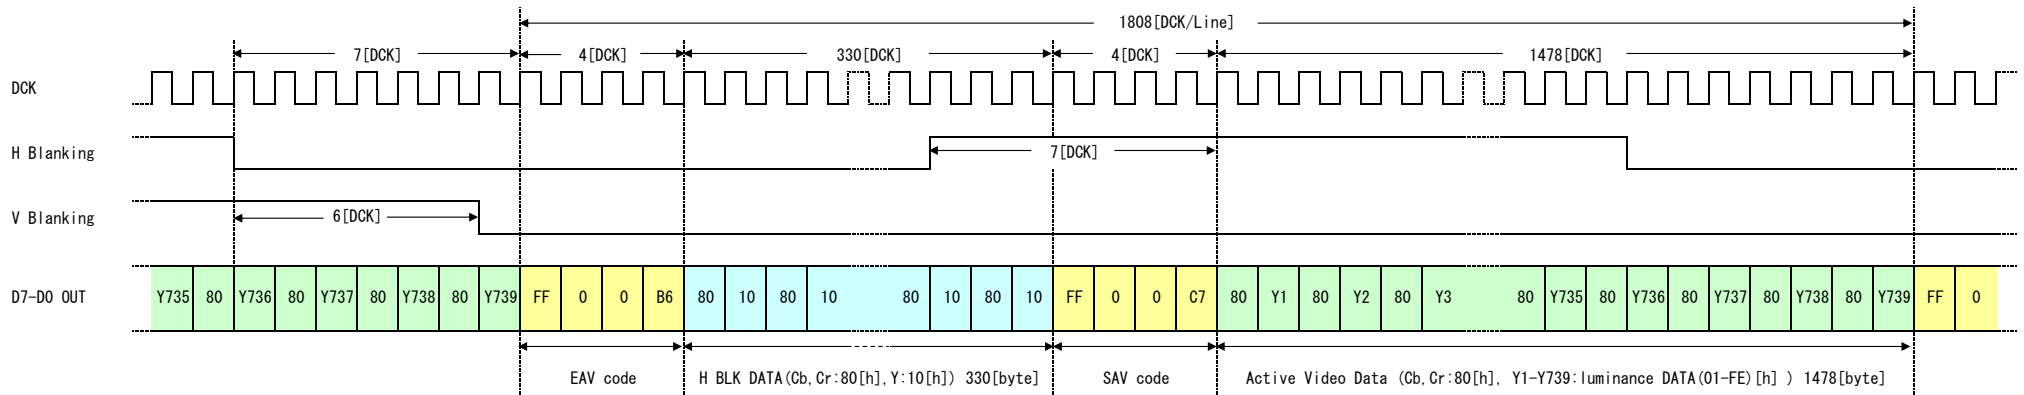 1808[DCK/Line]
7[DCK] 4[DCK] 330[DCK] 4[DCK] 1478[DCK]
DCK
H Blanking 7[DCK]
V Blanking 6[DCK]
D7-D0 OUT Y735 80 Y736 80 Y737 80 Y738 80 Y739 FF 0 0 B6 80 10 80 10 80 10 80 10 FF 0 0 C7 80 Y1 80 Y2 80 Y3 80 Y735 80 Y736 80 Y737 80 Y738 80 Y739 FF 0
EAV code H BLK DATA(Cb,Cr:80[h],Y:10[h]) 330[byte] SAV code Active Video Data (Cb,Cr:80[h], Y1-Y739:luminance DATA(01-FE)[h] ) 1478[byte]